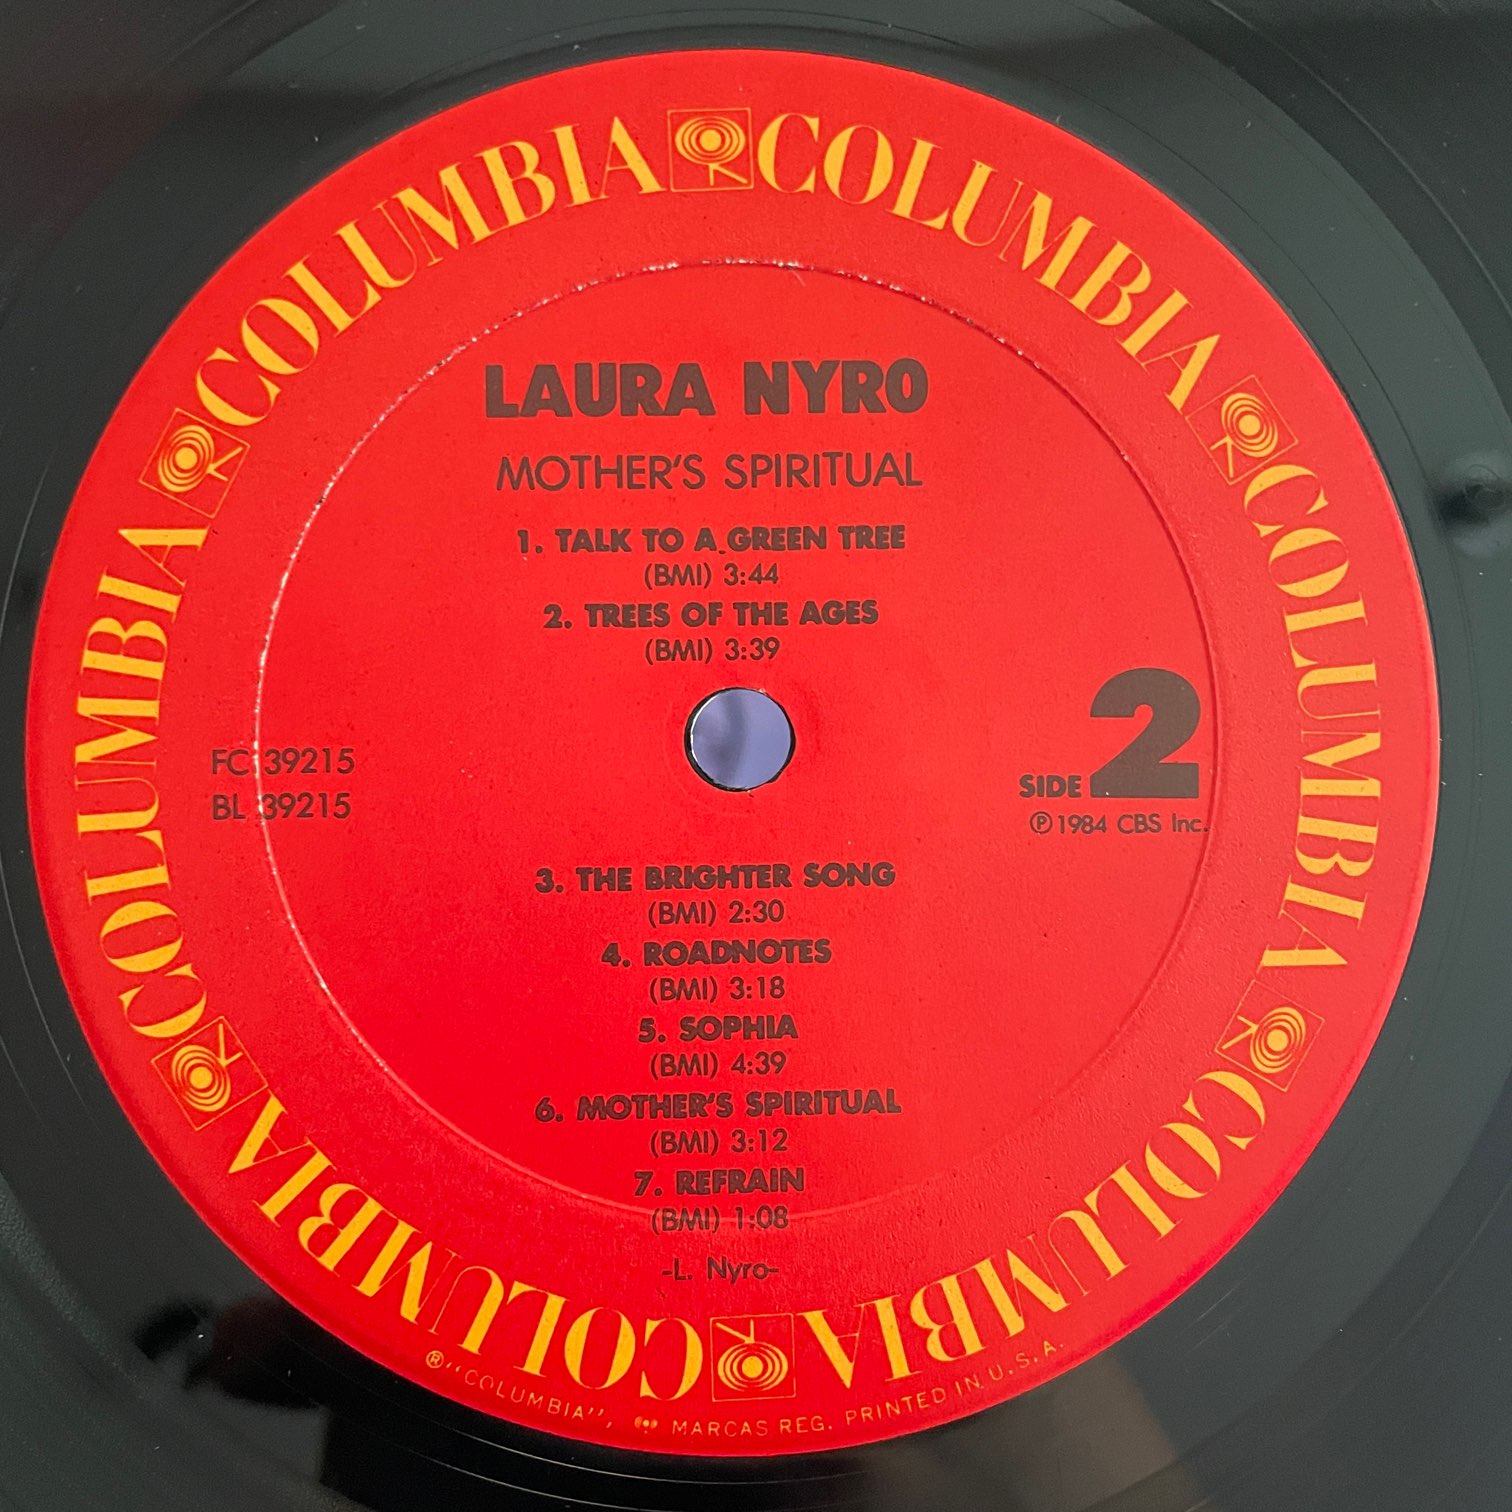 COLUMBIA COLUMBIA COLUMBIA COLUMBIA COLUMBIA COLUMBIA
LAURA NYRO
MOTHER'S SPIRITUAL
1. TALK TO A GREEN TREE
(BMI) 3:44
2. TREES OF THE AGES
(BMI) 3:39
FC 39215
BL 39215
SIDE 2
℗ 1984 CBS Inc.
3. THE BRIGHTER SONG
(BMI) 2:30
4. ROADNOTES
(BMI) 3:18
5. SOPHIA
(BMI) 4:39
6. MOTHER'S SPIRITUAL
(BMI) 3:12
7. REFRAIN
(BMI) 1:08
-L. Nyro-
® "COLUMBIA", MARCAS REG. PRINTED IN U.S.A.